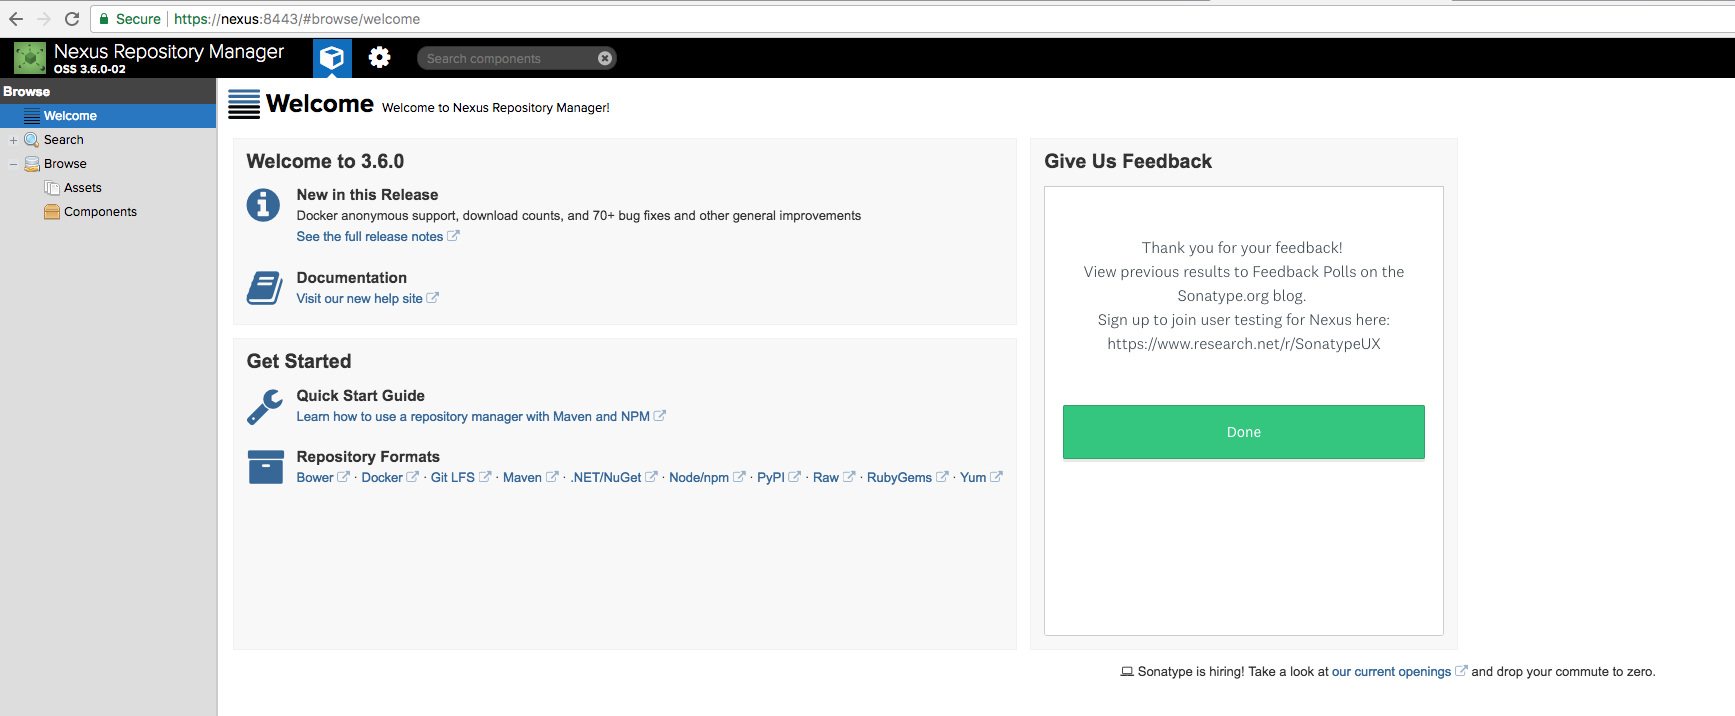 Secure https://nexus:8443/#browse/welcome
Nexus Repository Manager
OSS 3.6.0-02
Search components
Browse
Welcome
Search
Browse
Assets
Components
Welcome Welcome to Nexus Repository Manager!
Welcome to 3.6.0
New in this Release
Docker anonymous support, download counts, and 70+ bug fixes and other general improvements
See the full release notes
Documentation
Visit our new help site
Get Started
Quick Start Guide
Learn how to use a repository manager with Maven and NPM
Repository Formats
Bower · Docker · Git LFS · Maven · .NET/NuGet · Node/npm · PyPI · Raw · RubyGems · Yum
Give Us Feedback
Thank you for your feedback!
View previous results to Feedback Polls on the
Sonatype.org blog.
Sign up to join user testing for Nexus here:
https://www.research.net/r/SonatypeUX
Done
Sonatype is hiring! Take a look at our current openings and drop your commute to zero.